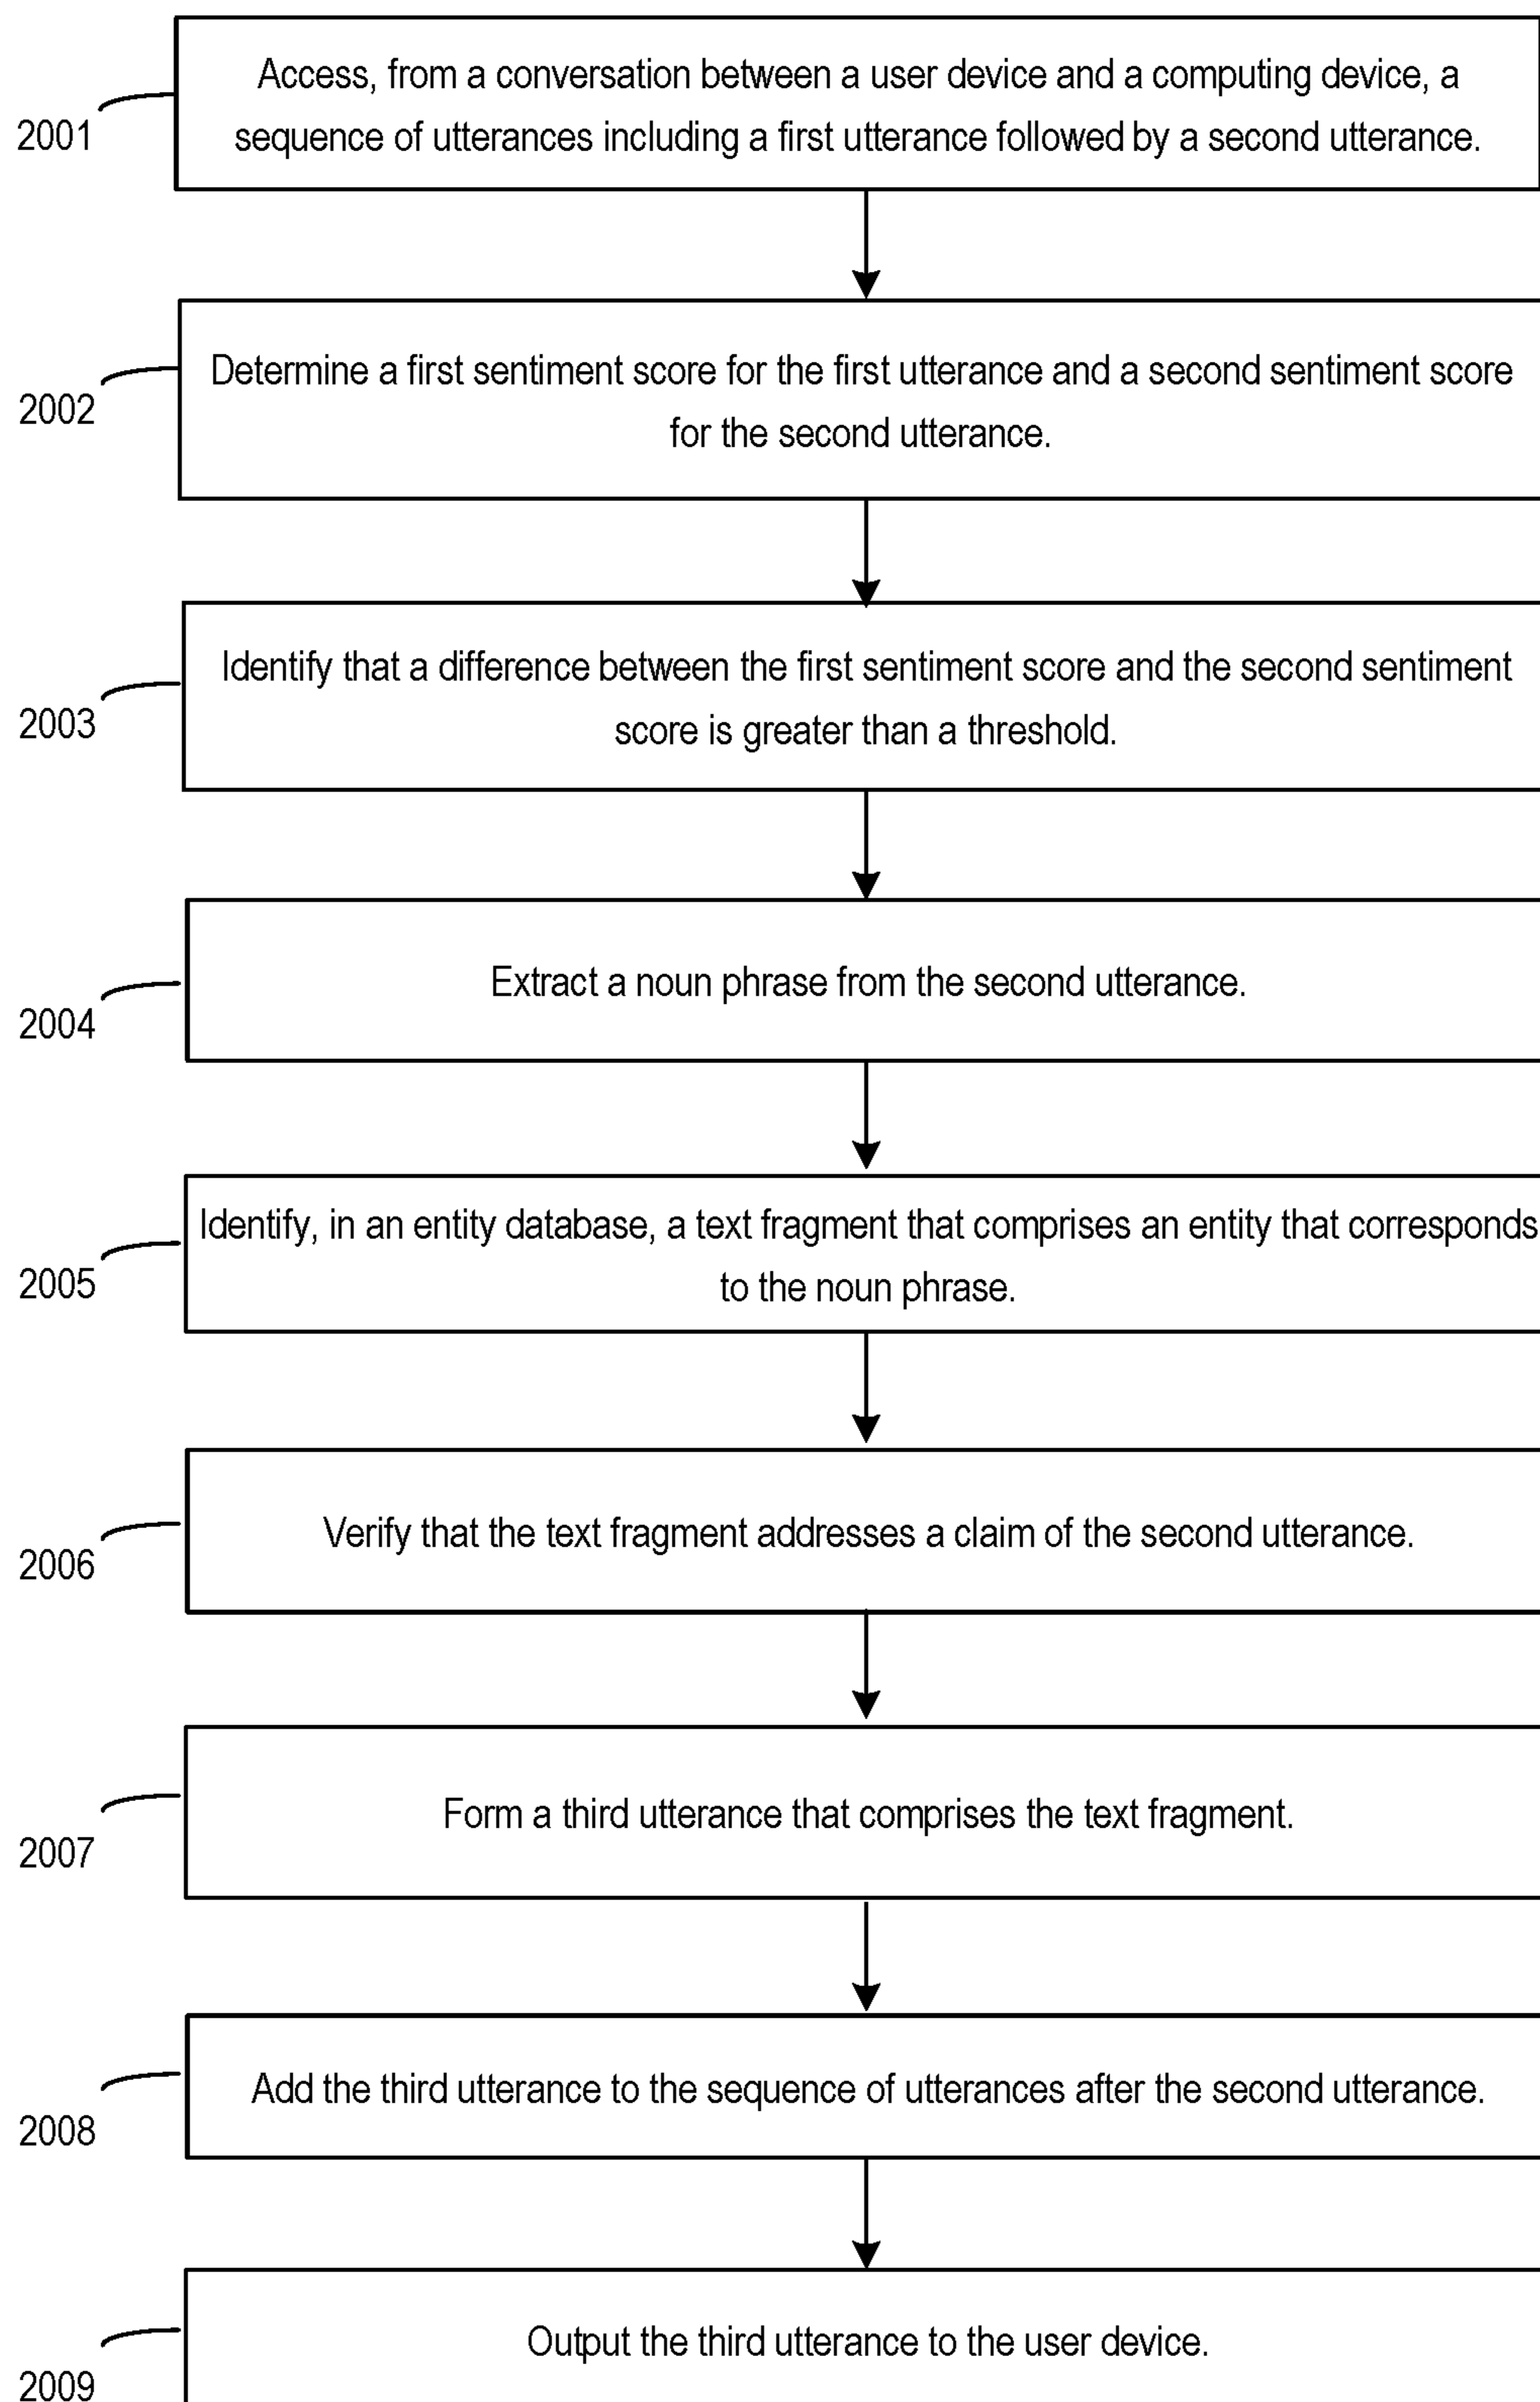 Access, from a conversation between a user device and a computing device, a
sequence of utterances including a first utterance followed by a second utterance.
2001
Determine a first sentiment score for the first utterance and a second sentiment score
for the second utterance.
2002
Identify that a difference between the first sentiment score and the second sentiment
score is greater than a threshold.
2003
Extract a noun phrase from the second utterance.
2004
Identify, in an entity database, a text fragment that comprises an entity that corresponds
to the noun phrase.
2005
Verify that the text fragment addresses a claim of the second utterance.
2006
Form a third utterance that comprises the text fragment.
2007
Add the third utterance to the sequence of utterances after the second utterance.
2008
Output the third utterance to the user device.
2009